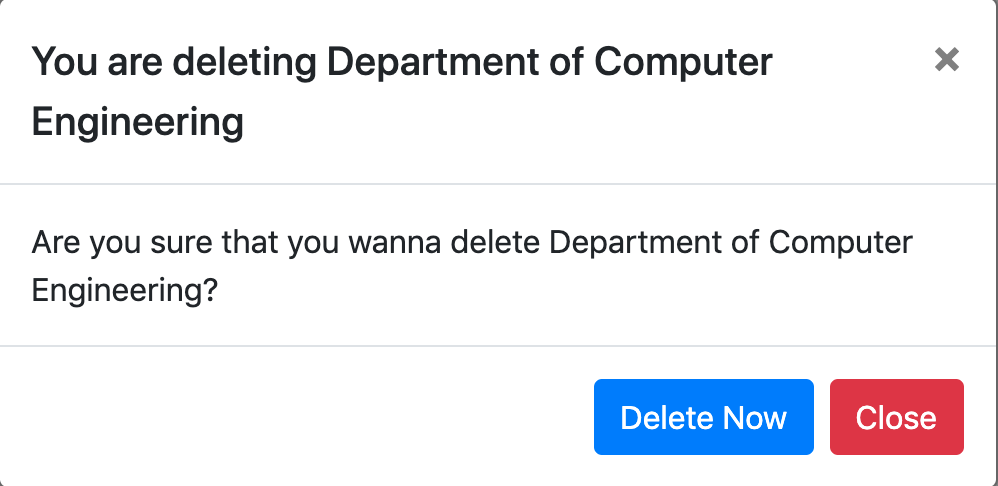 You are deleting Department of Computer
Engineering
Are you sure that you wanna delete Department of Computer
Engineering?
Delete Now
Close